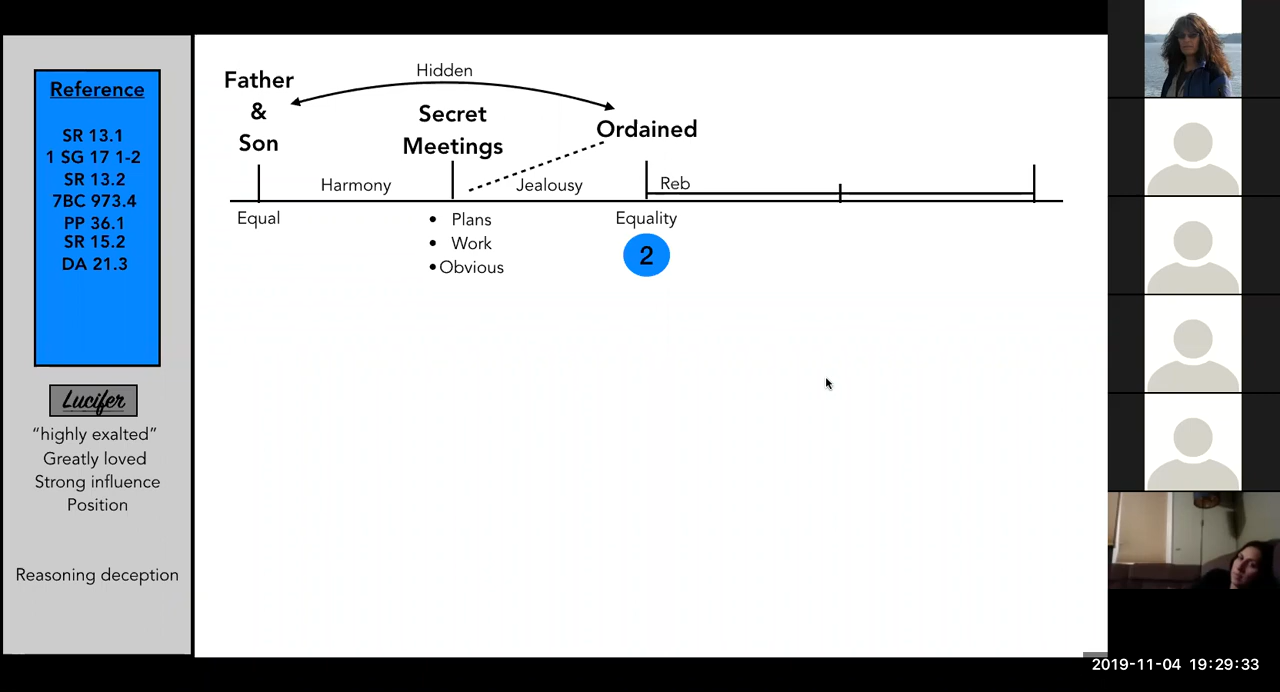 Reference
SR 13.1
1 SG 17 1-2
SR 13.2
7BC 973.4
PP 36.1
SR 15.2
DA 21.3
Lucifer
“highly exalted”
Greatly loved
Strong influence
Position
Reasoning deception
Father
&
Son
Hidden
Secret
Meetings
Ordained
Harmony
Jealousy
Reb
Equal
• Plans
• Work
• Obvious
Equality
2
2019-11-04 19:29:33